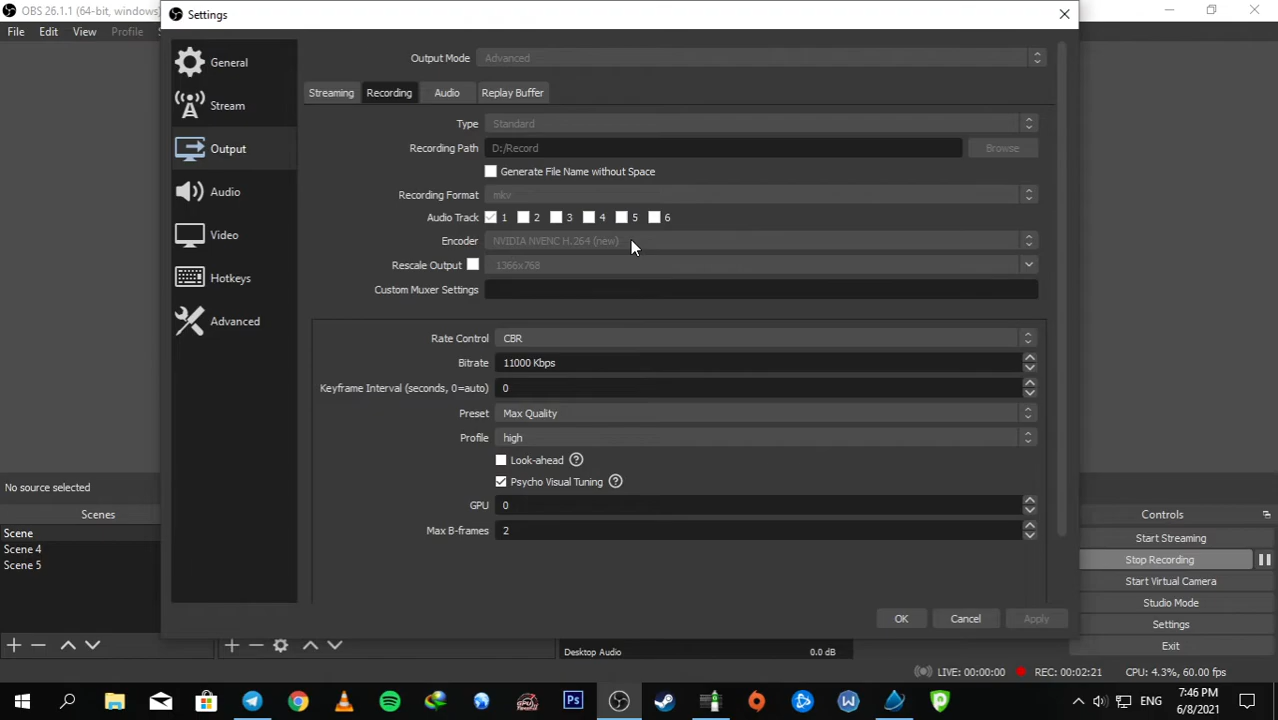 OBS 26.1.1 (64-bit, windows)
File Edit View Profile
Settings
General
Stream
Output
Audio
Video
Hotkeys
Advanced
Output Mode Advanced
Streaming Recording Audio Replay Buffer
Type Standard
Recording Path D:/Record Browse
Generate File Name without Space
Recording Format mkv
Audio Track 1 2 3 4 5 6
Encoder NVIDIA NVENC H.264 (new)
Rescale Output 1366x768
Custom Muxer Settings
Rate Control CBR
Bitrate 11000 Kbps
Keyframe Interval (seconds, 0=auto) 0
Preset Max Quality
Profile high
Look-ahead ?
Psycho Visual Tuning ?
GPU 0
Max B-frames 2
OK Cancel Apply
No source selected
Scenes
Scene
Scene 4
Scene 5
Desktop Audio 0.0 dB
Controls
Start Streaming
Stop Recording
Start Virtual Camera
Studio Mode
Settings
Exit
LIVE: 00:00:00 REC: 00:02:21 CPU: 4.3%, 60.00 fps
Ps
ENG
7:46 PM
6/8/2021